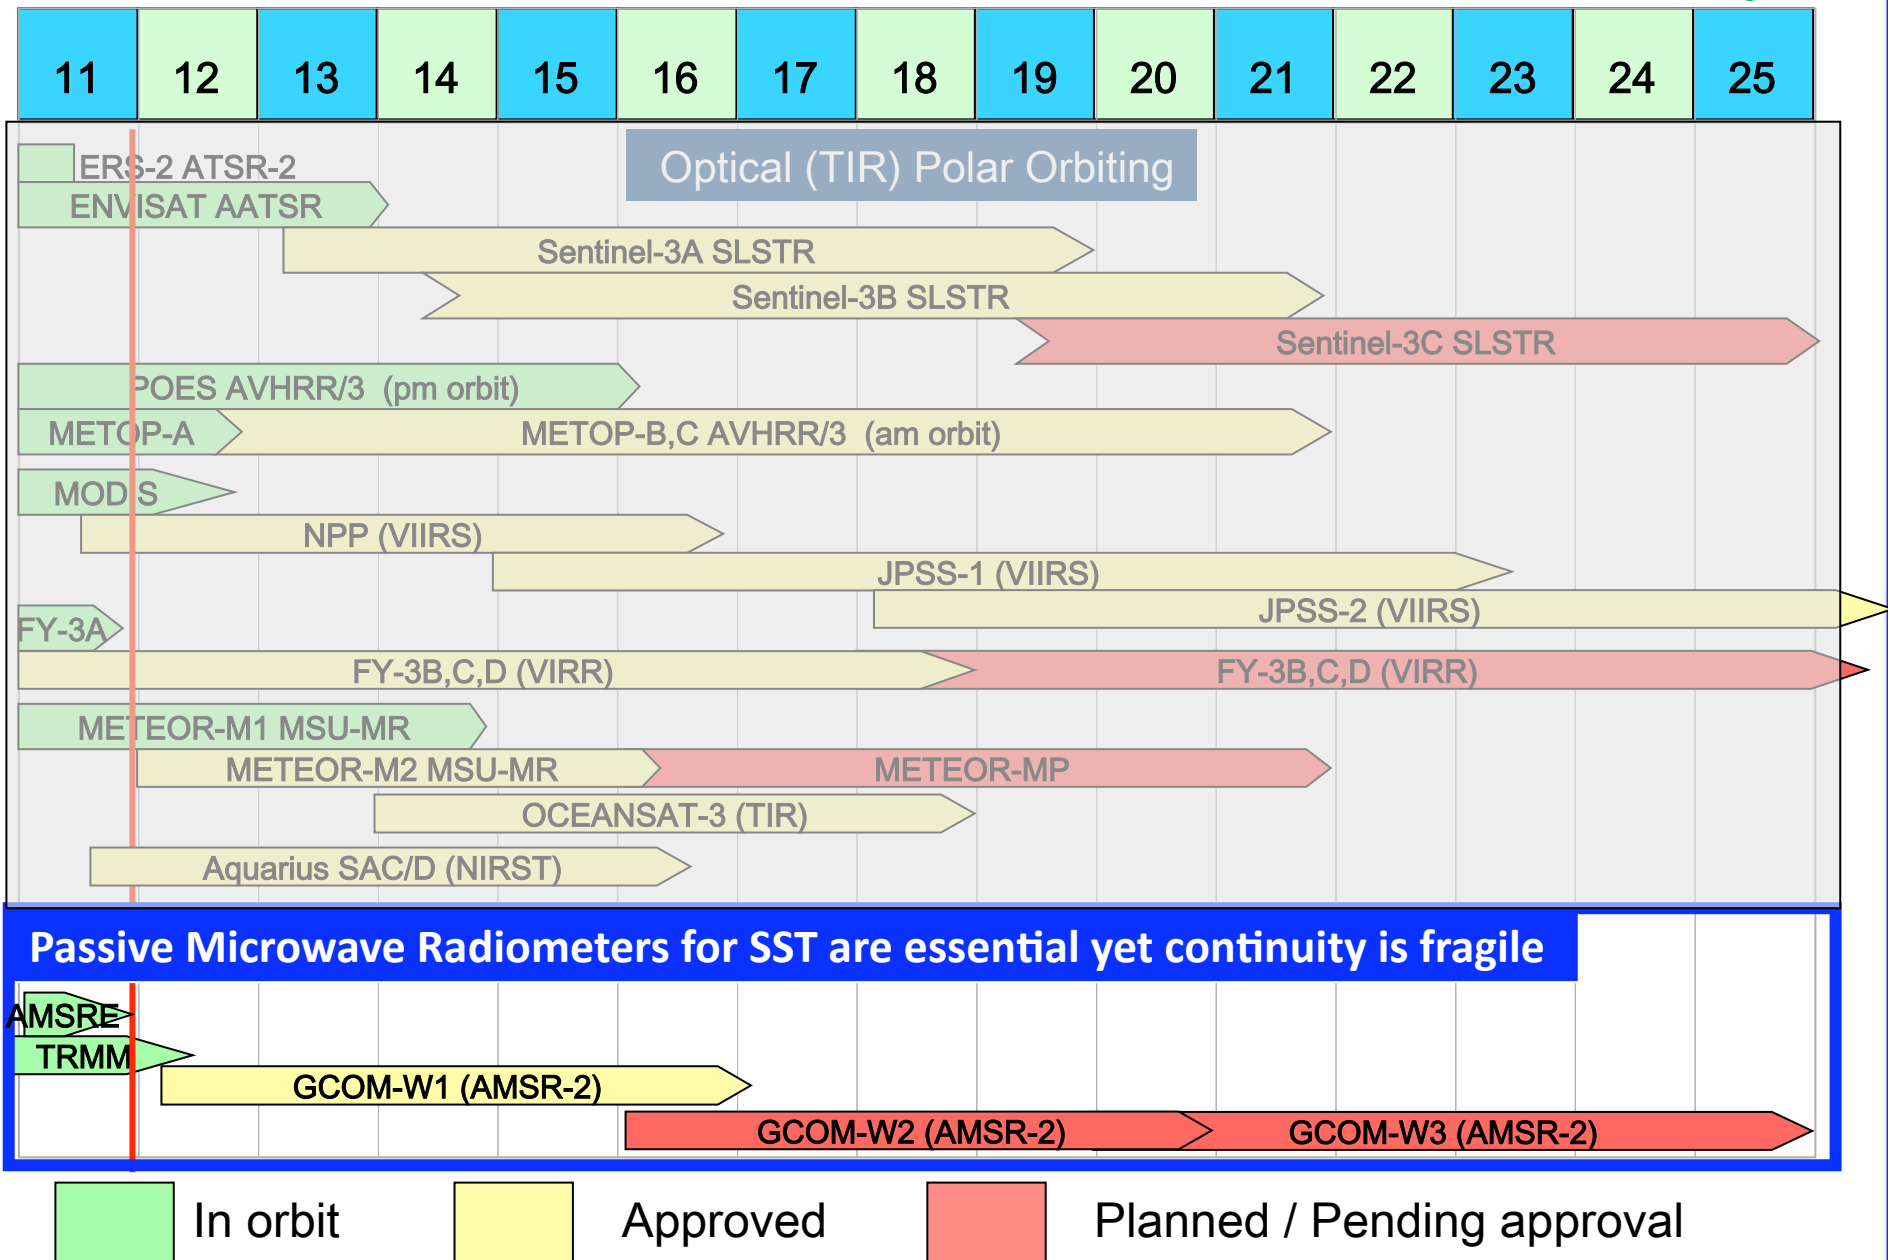 11 12 13 14 15 16 17 18 19 20 21 22 23 24 25
Optical (TIR) Polar Orbiting
ERS-2 ATSR-2
ENVISAT AATSR
Sentinel-3A SLSTR
Sentinel-3B SLSTR
Sentinel-3C SLSTR
POES AVHRR/3 (pm orbit)
METOP-A METOP-B,C AVHRR/3 (am orbit)
MODIS
NPP (VIIRS)
JPSS-1 (VIIRS)
JPSS-2 (VIIRS)
FY-3A
FY-3B,C,D (VIRR) FY-3B,C,D (VIRR)
METEOR-M1 MSU-MR
METEOR-M2 MSU-MR METEOR-MP
OCEANSAT-3 (TIR)
Aquarius SAC/D (NIRST)
Passive Microwave Radiometers for SST are essential yet continuity is fragile
AMSRE
TRMM
GCOM-W1 (AMSR-2)
GCOM-W2 (AMSR-2) GCOM-W3 (AMSR-2)
In orbit Approved Planned / Pending approval